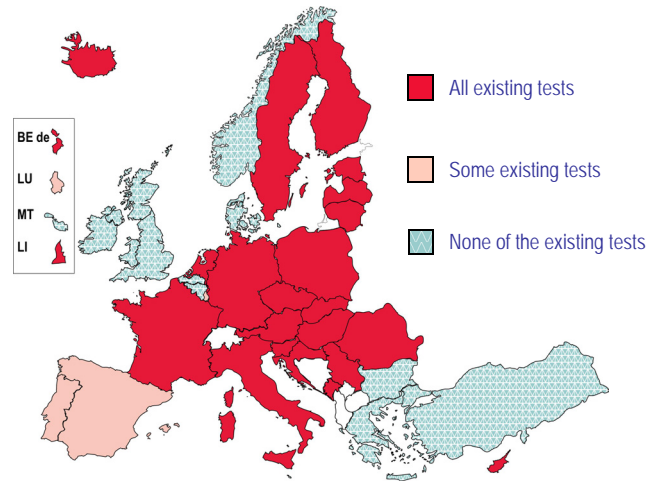 All existing tests
BE de
Some existing tests
LU
MT
None of the existing tests
LI